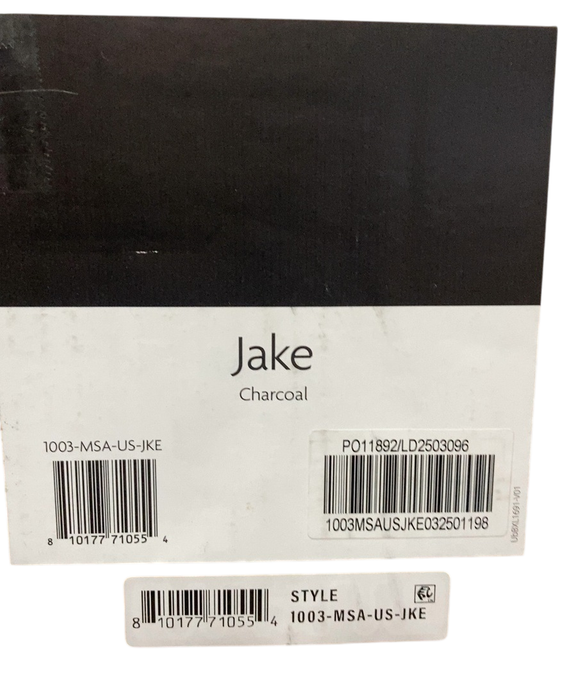 Jake
Charcoal
1003-MSA-US-JKE
8 10177 71055 4
PO11892/LD2503096
1003MSAUSJKE032501198
8 10177 71055 4
STYLE
1003-MSA-US-JKE